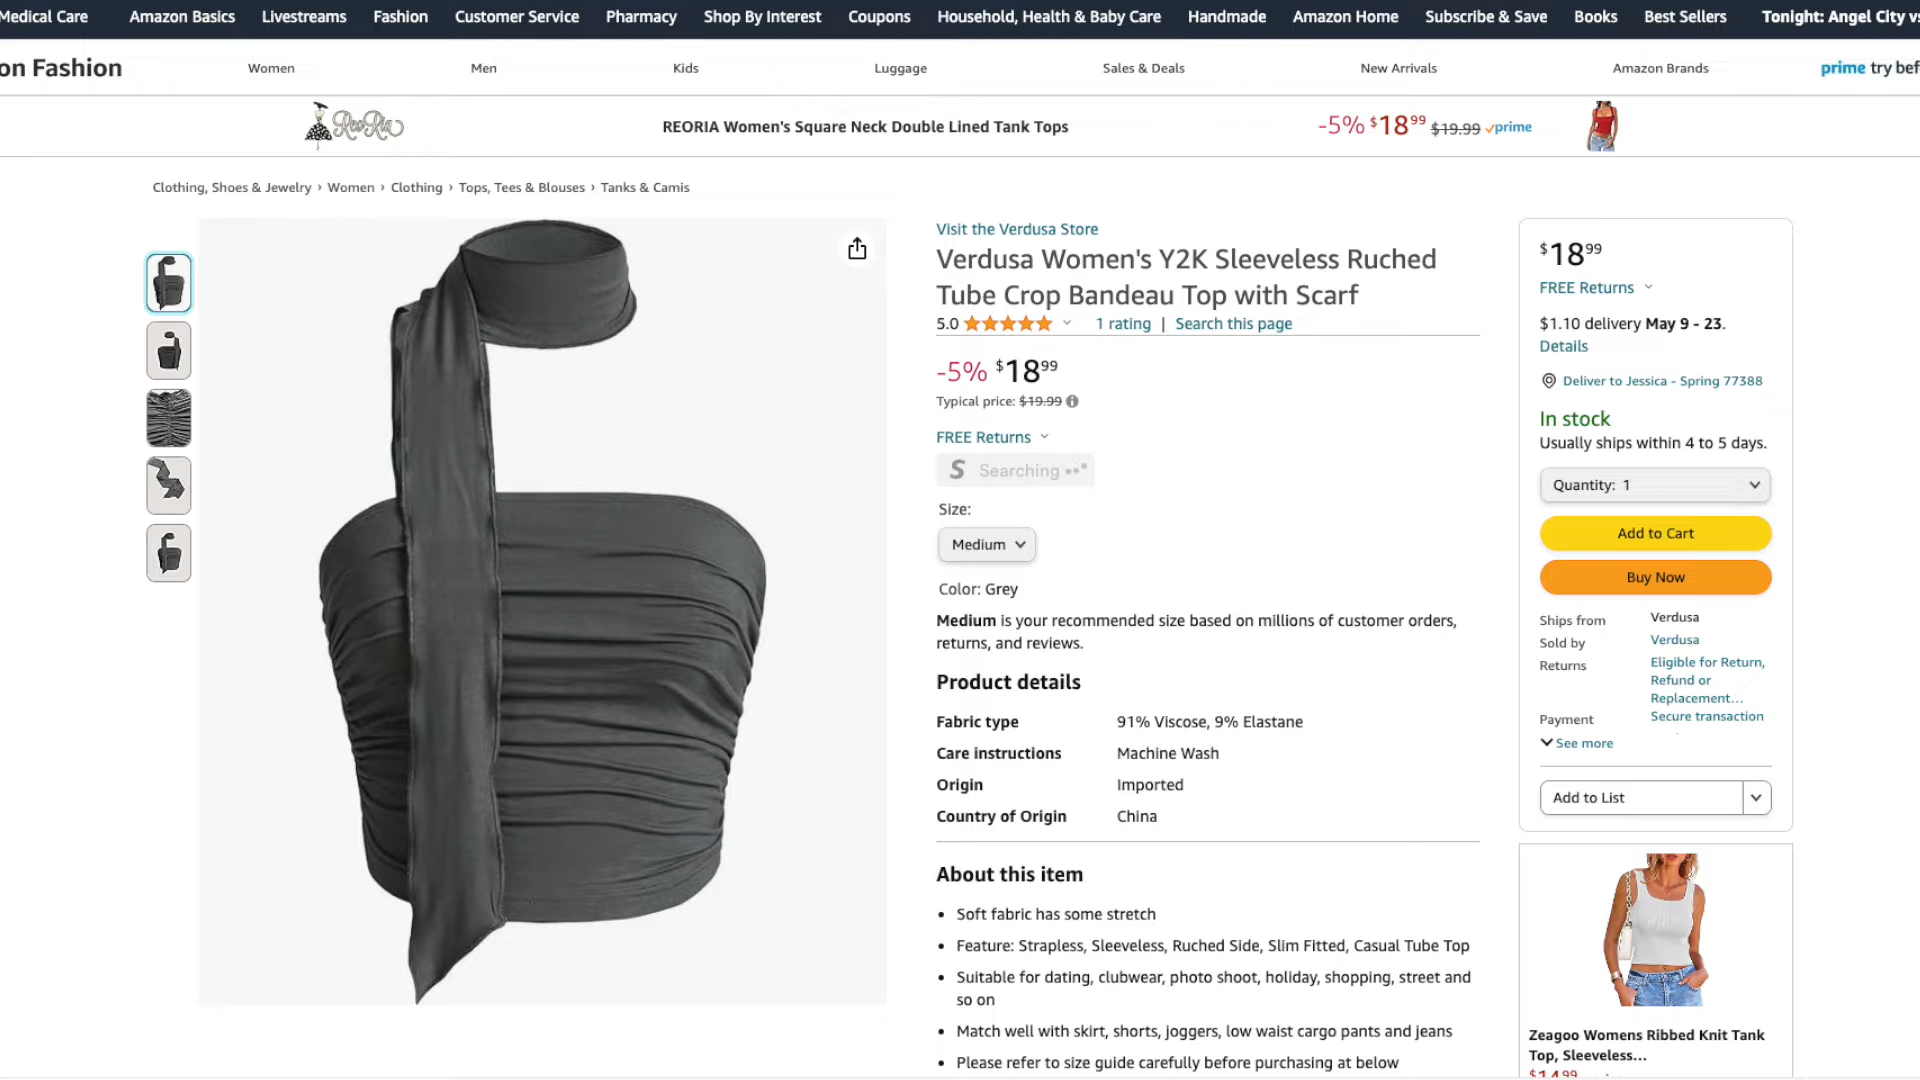 Medical Care Amazon Basics Livestreams Fashion Customer Service Pharmacy Shop By Interest Coupons Household, Health & Baby Care Handmade Amazon Home Subscribe & Save Books Best Sellers Tonight: Angel City vs
on Fashion Women Men Kids Luggage Sales & Deals New Arrivals Amazon Brands prime try bef
ReoRia REORIA Women's Square Neck Double Lined Tank Tops -5% $18.99 $19.99 prime
Clothing, Shoes & Jewelry › Women › Clothing › Tops, Tees & Blouses › Tanks & Camis
Visit the Verdusa Store
Verdusa Women's Y2K Sleeveless Ruched
Tube Crop Bandeau Top with Scarf
5.0 1 rating | Search this page
-5% $18 99
Typical price: $19.99
FREE Returns
S Searching
Size:
Medium
Color: Grey
Medium is your recommended size based on millions of customer orders,
returns, and reviews.
Product details
Fabric type 91% Viscose, 9% Elastane
Care instructions Machine Wash
Origin Imported
Country of Origin China
About this item
• Soft fabric has some stretch
• Feature: Strapless, Sleeveless, Ruched Side, Slim Fitted, Casual Tube Top
• Suitable for dating, clubwear, photo shoot, holiday, shopping, street and
so on
• Match well with skirt, shorts, joggers, low waist cargo pants and jeans
• Please refer to size guide carefully before purchasing at below
$18 99
FREE Returns
$1.10 delivery May 9 - 23.
Details
Deliver to Jessica - Spring 77388
In stock
Usually ships within 4 to 5 days.
Quantity: 1
Add to Cart
Buy Now
Ships from Verdusa
Sold by Verdusa
Returns Eligible for Return,
Refund or
Replacement...
Payment Secure transaction
See more
Add to List
Zeagoo Womens Ribbed Knit Tank
Top, Sleeveless...
$14 99